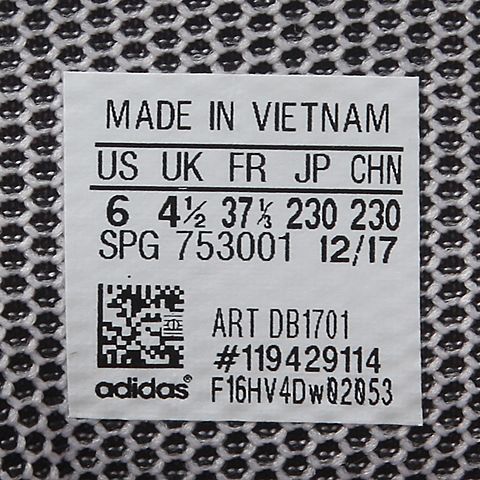 MADE IN VIETNAM
US UK FR JP CHN
6 4½ 37⅓ 230 230
SPG 753001 12/17
ART DB1701
#119429114
adidas F16HV4Dw02053